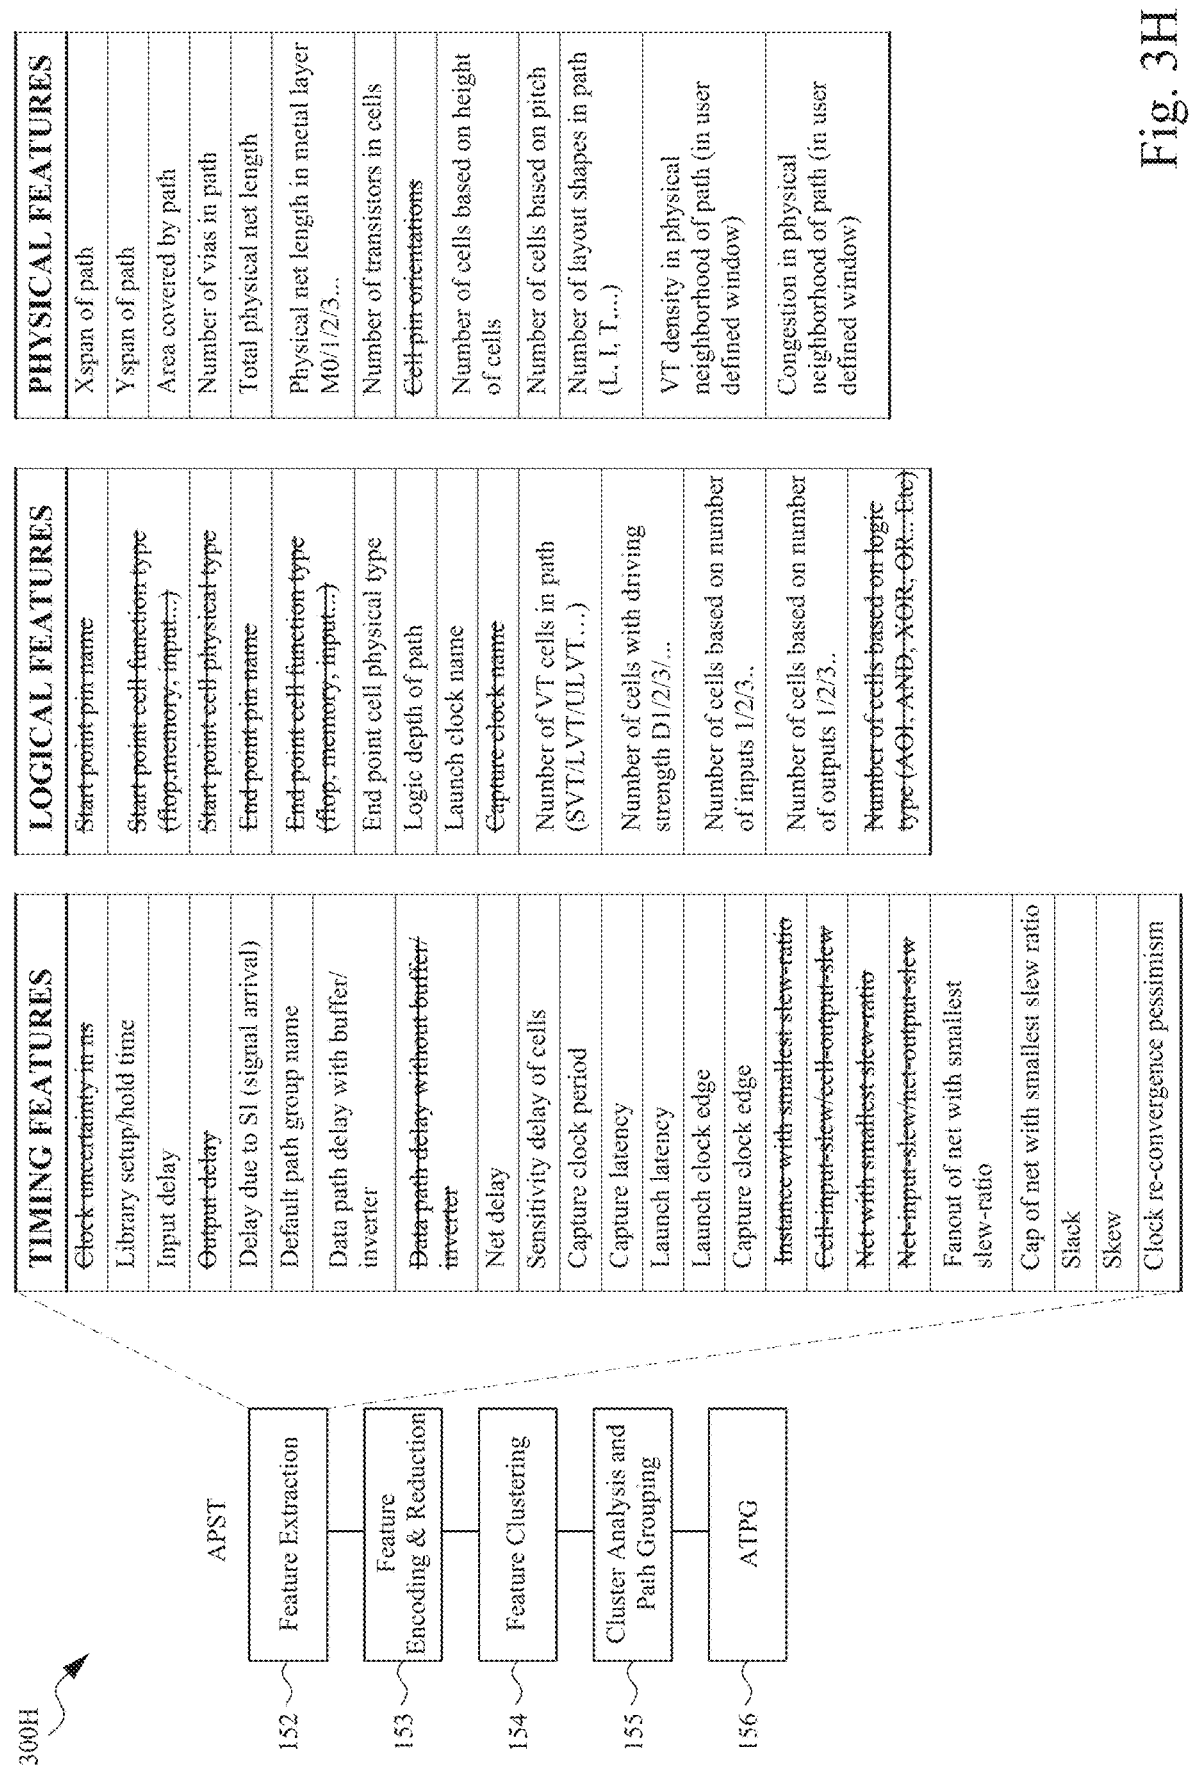 300H
APST
152
Feature Extraction
153
Feature
Encoding & Reduction
154
Feature Clustering
155
Cluster Analysis and
Path Grouping
156
ATPG
TIMING FEATURES
Clock uncertainty in ns
Library setup/hold time
Input delay
Output delay
Delay due to SI (signal arrival)
Default path group name
Data path delay with buffer/
inverter
Data path delay without buffer/
inverter
Net delay
Sensitivity delay of cells
Capture clock period
Capture latency
Launch latency
Launch clock edge
Capture clock edge
Instance with smallest slew-ratio
Cell-input-slew/cell-output-slew
Net with smallest slew-ratio
Net-input-slew/net-output-slew
Fanout of net with smallest
slew-ratio
Cap of net with smallest slew ratio
Slack
Skew
Clock re-convergence pessimism
LOGICAL FEATURES
Start point pin name
Start point cell function type
(flop,memory, input...)
Start point cell physical type
End point pin name
End point cell function type
(flop, memory, input...)
End point cell physical type
Logic depth of path
Launch clock name
Capture clock name
Number of VT cells in path
(SVT/LVT/ULVT...)
Number of cells with driving
strength D1/2/3/...
Number of cells based on number
of inputs 1/2/3..
Number of cells based on number
of outputs 1/2/3..
Number of cells based on logic
type (AOI, AND, XOR, OR... Etc)
PHYSICAL FEATURES
Xspan of path
Yspan of path
Area covered by path
Number of vias in path
Total physical net length
Physical net length in metal layer
M0/1/2/3...
Number of transistors in cells
Cell pin orientations
Number of cells based on height
of cells
Number of cells based on pitch
Number of layout shapes in path
(L, I, T,...)
VT density in physical
neighborhood of path (in user
defined window)
Congestion in physical
neighborhood of path (in user
defined window)
Fig. 3H